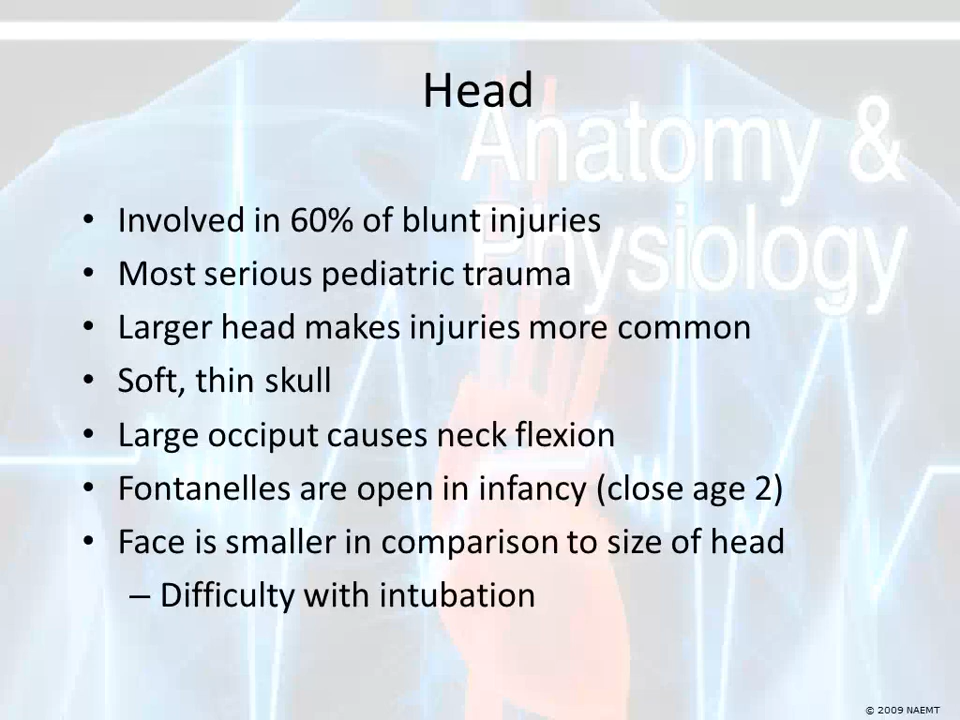 Head
Anatomy &
Physiology
• Involved in 60% of blunt injuries
• Most serious pediatric trauma
• Larger head makes injuries more common
• Soft, thin skull
• Large occiput causes neck flexion
• Fontanelles are open in infancy (close age 2)
• Face is smaller in comparison to size of head
– Difficulty with intubation
© 2009 NAEMT